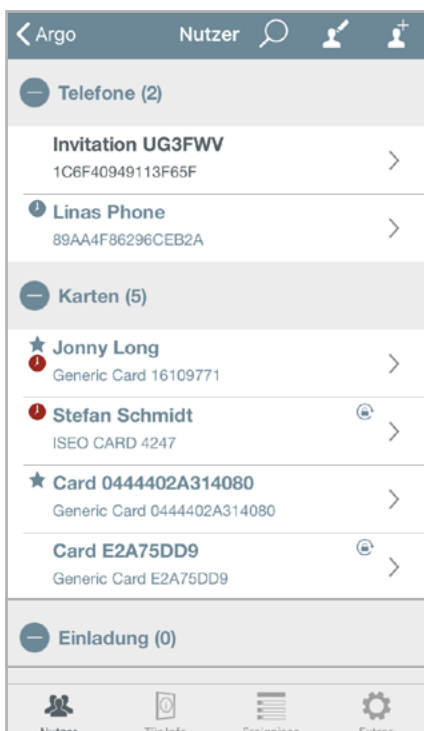 Argo
Nutzer
Telefone (2)
Invitation UG3FWV
1C6F40949113F65F
Linas Phone
89AA4F86296CEB2A
Karten (5)
Jonny Long
Generic Card 16109771
Stefan Schmidt
ISEO CARD 4247
Card 0444402A314080
Generic Card 0444402A314080
Card E2A75DD9
Generic Card E2A75DD9
Einladung (0)